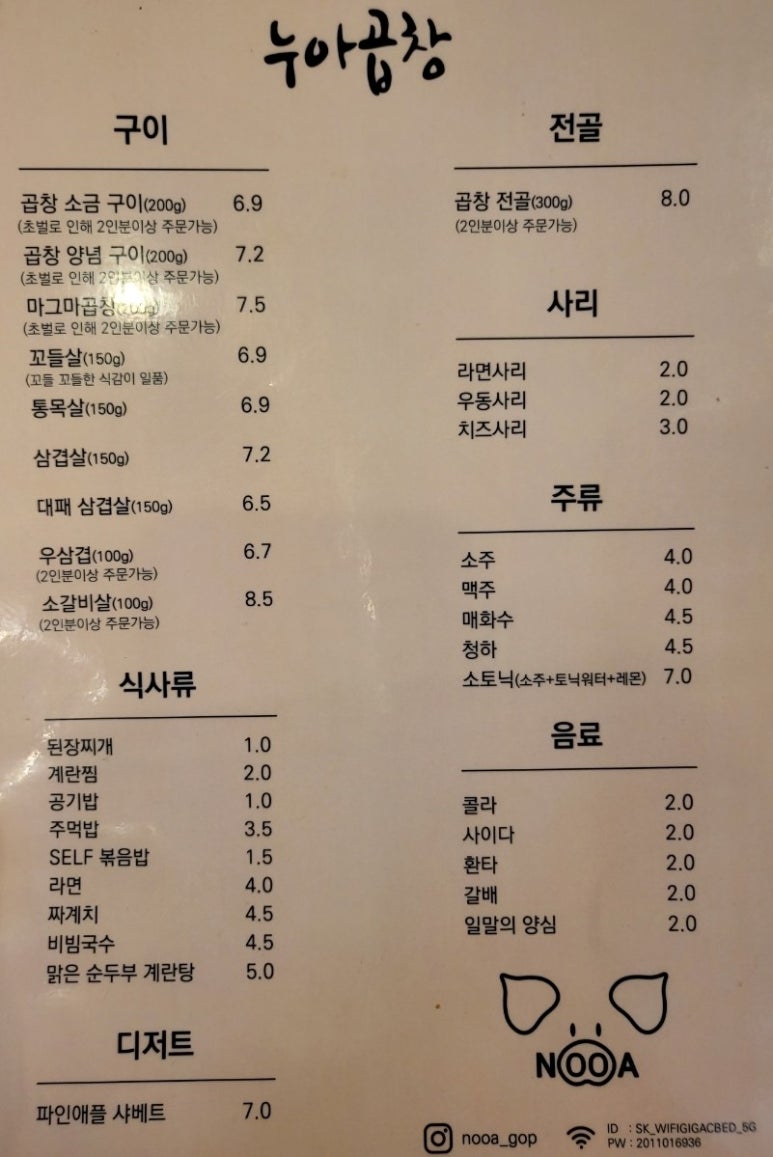 누아곱창
구이
곱창 소금 구이(200g) 6.9
(초벌로 인해 2인분이상 주문가능)
곱창 양념 구이(200g) 7.2
(초벌로 인해 2인분이상 주문가능)
마그마곱창(200g) 7.5
(초벌로 인해 2인분이상 주문가능)
꼬들살(150g) 6.9
(꼬들 꼬들한 식감이 일품)
통목살(150g) 6.9
삼겹살(150g) 7.2
대패 삼겹살(150g) 6.5
우삼겹(100g) 6.7
(2인분이상 주문가능)
소갈비살(100g) 8.5
(2인분이상 주문가능)
식사류
된장찌개 1.0
계란찜 2.0
공기밥 1.0
주먹밥 3.5
SELF 볶음밥 1.5
라면 4.0
짜계치 4.5
비빔국수 4.5
맑은 순두부 계란탕 5.0
디저트
파인애플 샤베트 7.0
전골
곱창 전골(300g) 8.0
(2인분이상 주문가능)
사리
라면사리 2.0
우동사리 2.0
치즈사리 3.0
주류
소주 4.0
맥주 4.0
매화수 4.5
청하 4.5
소토닉(소주+토닉워터+레몬) 7.0
음료
콜라 2.0
사이다 2.0
환타 2.0
갈배 2.0
일말의 양심 2.0
NOOA
nooa_gop
ID : SK_WIFIGIGACBED_5G
PW : 2011016936